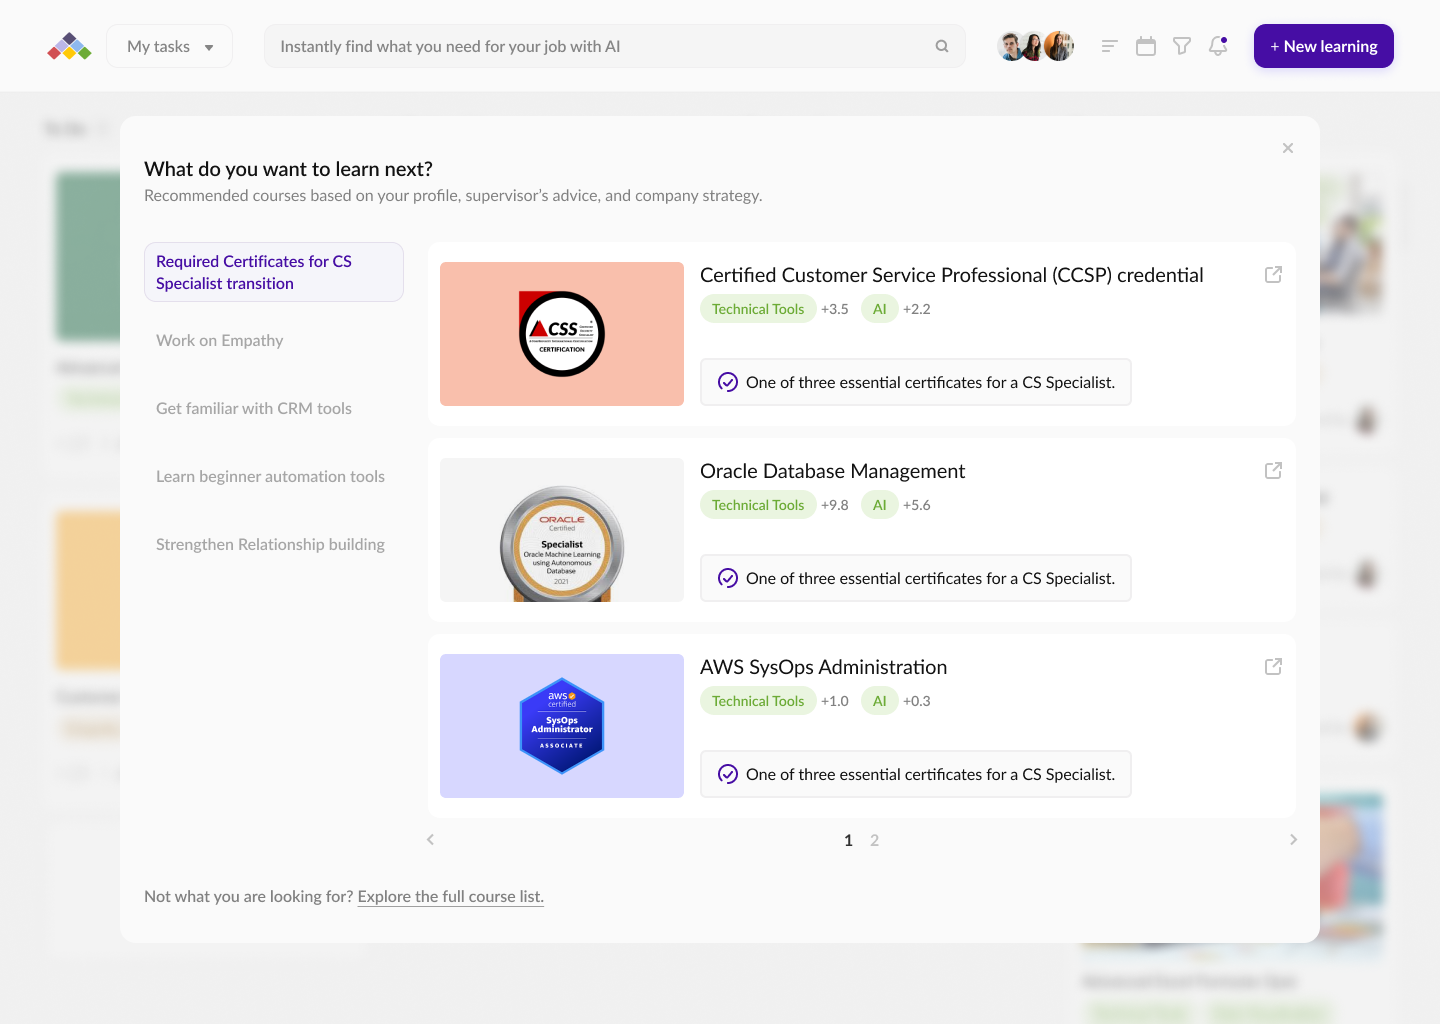 My tasks
Instantly find what you need for your job with AI
+ New learning
What do you want to learn next?
Recommended courses based on your profile, supervisor's advice, and company strategy.
Required Certificates for CS
Specialist transition
Work on Empathy
Get familiar with CRM tools
Learn beginner automation tools
Strengthen Relationship building
CSS
CERTIFICATION
Certified Customer Service Professional (CCSP) credential
Technical Tools +3.5 AI +2.2
One of three essential certificates for a CS Specialist.
ORACLE
Certified
Specialist
Oracle Machine Learning
using Autonomous
Database
2021
Oracle Database Management
Technical Tools +9.8 AI +5.6
One of three essential certificates for a CS Specialist.
aws
certified
SysOps
Administrator
ASSOCIATE
AWS SysOps Administration
Technical Tools +1.0 AI +0.3
One of three essential certificates for a CS Specialist.
1 2
Not what you are looking for? Explore the full course list.